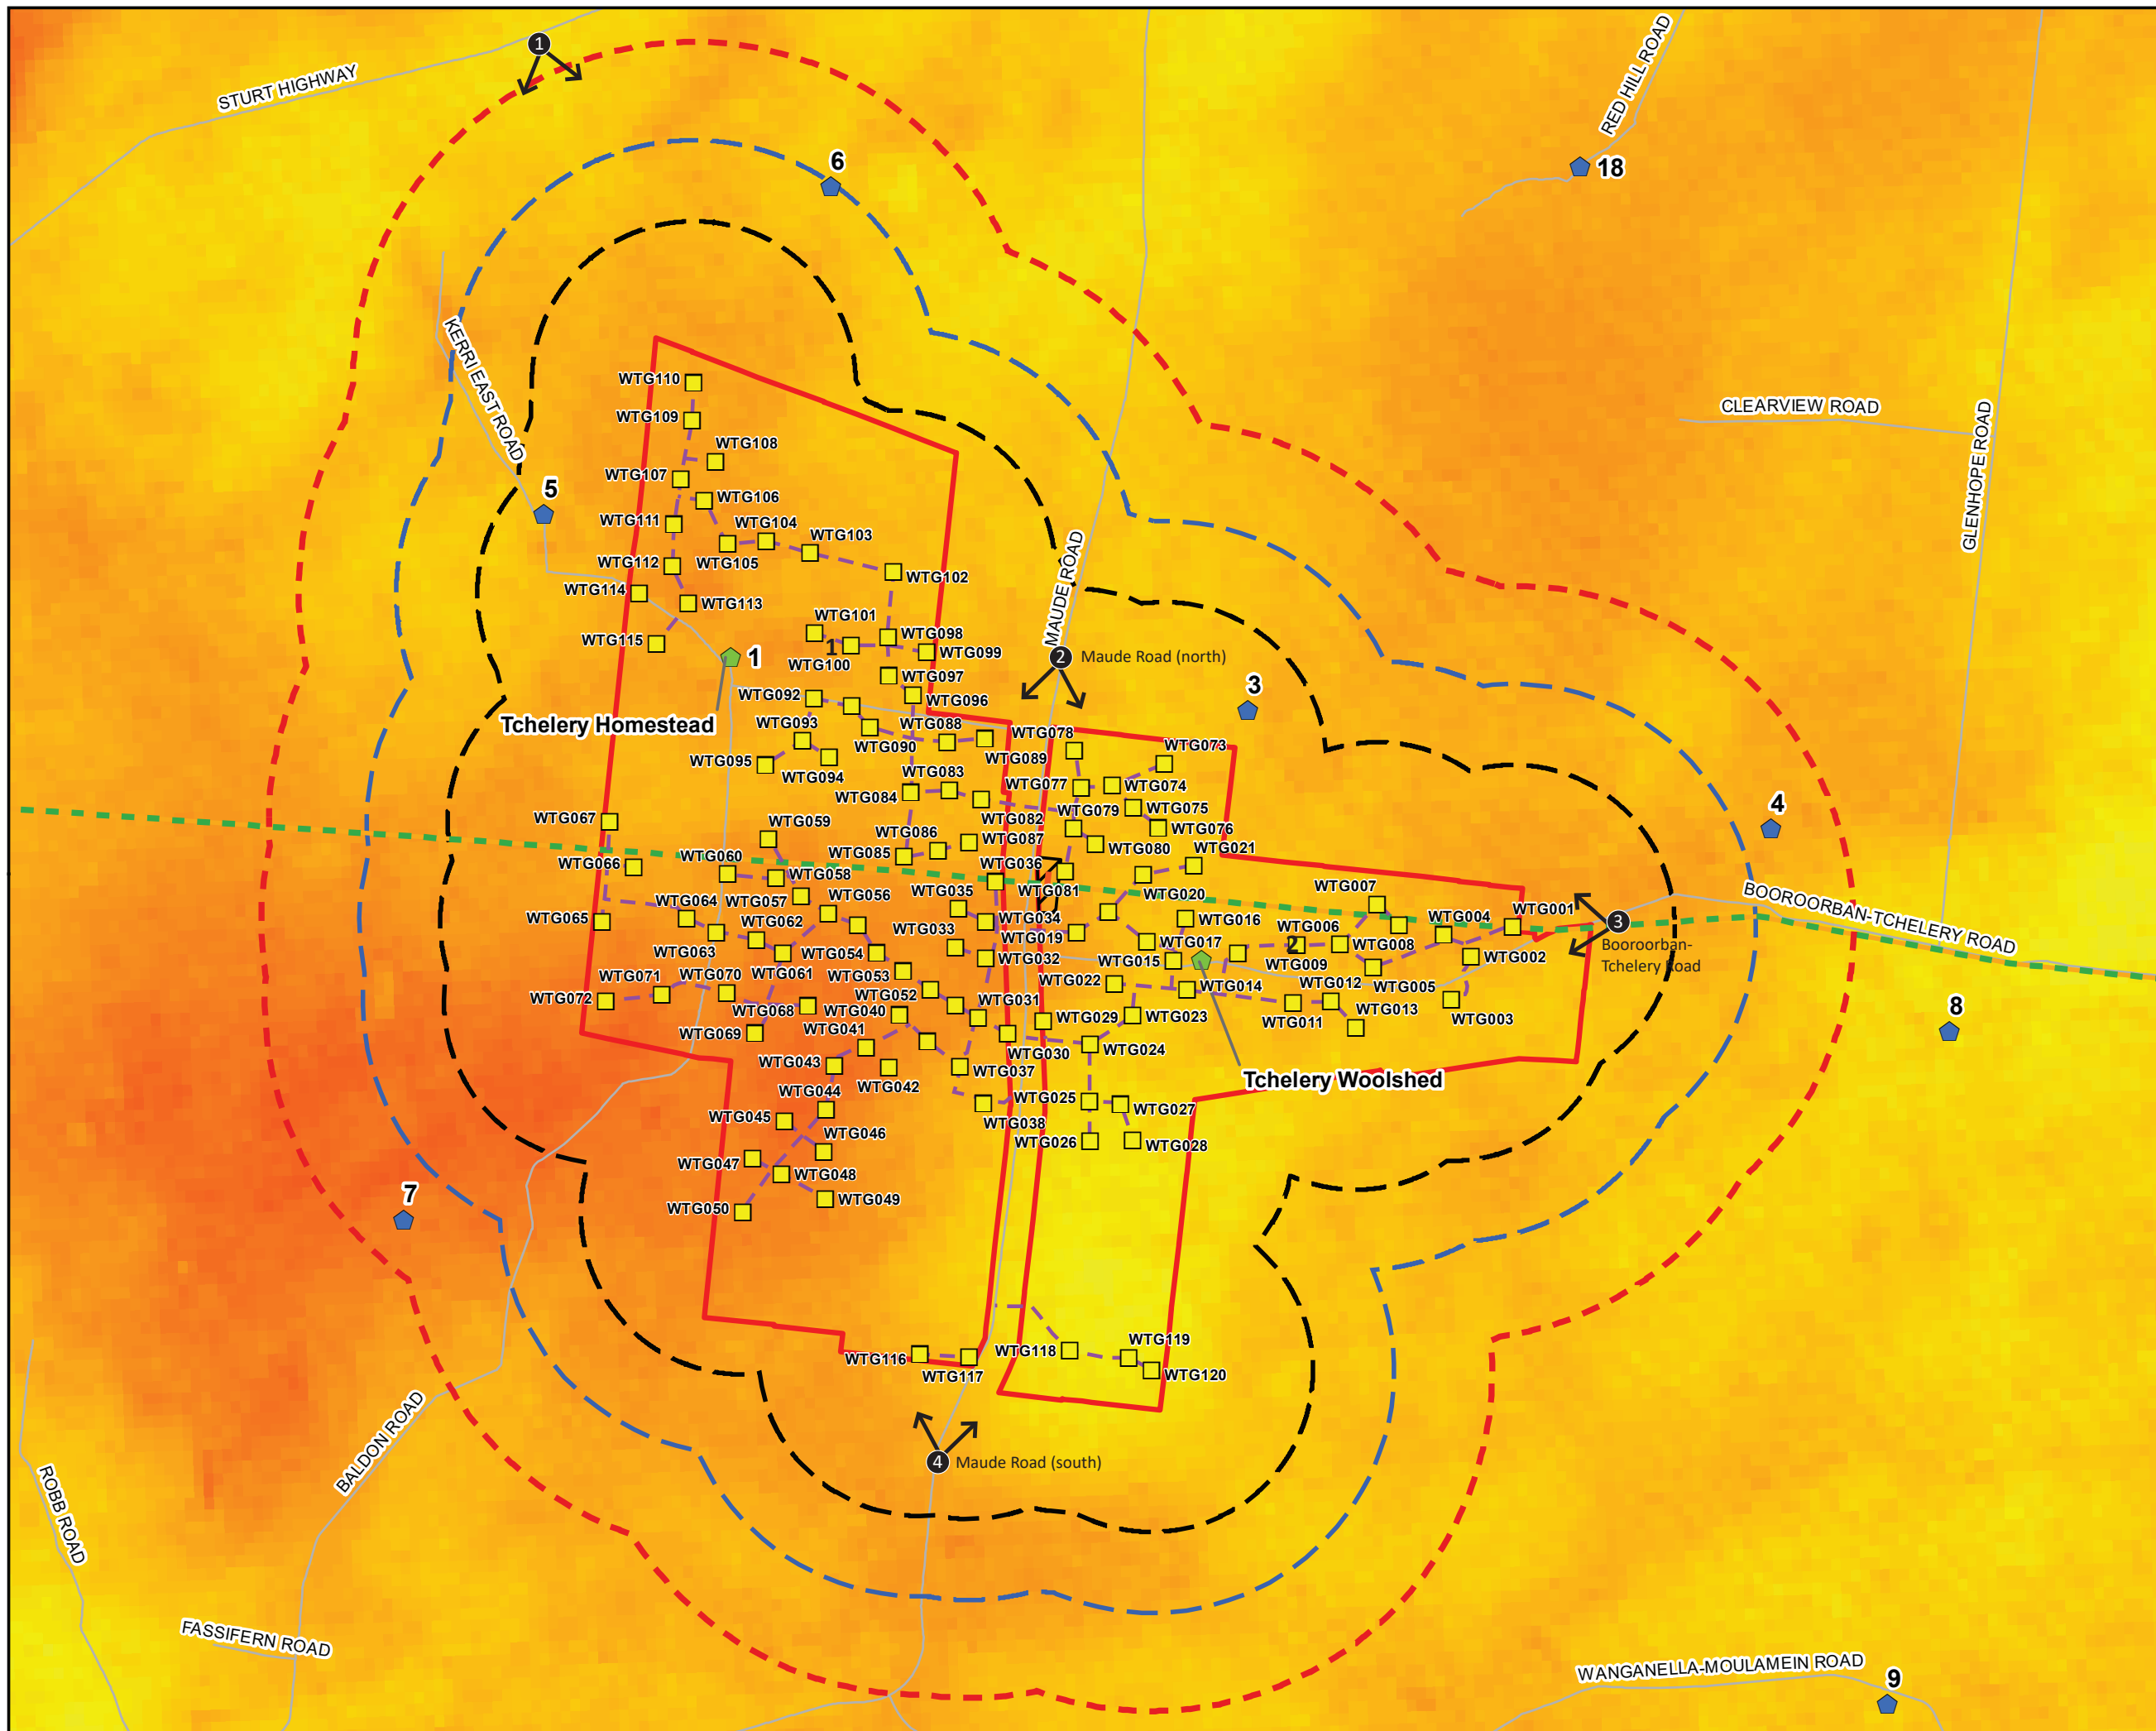 1
RED HILL ROAD
STURT HIGHWAY
6
18
KERRI EAST ROAD
WTG110
CLEARVIEW ROAD
GLENHOPE ROAD
WTG109
WTG108
WTG107
5
WTG106
WTG111
WTG104
WTG103
WTG112
WTG105
WTG102
MAUDE ROAD
WTG114
WTG113
WTG101
WTG115
WTG098
1
1
WTG100
WTG099
2
Maude Road (north)
WTG097
3
WTG092
WTG096
Tchelery Homestead
WTG093
WTG088
WTG078
WTG090
WTG073
WTG095
WTG089
WTG094
WTG083
WTG077
WTG074
WTG084
4
WTG067
WTG059
WTG082
WTG079
WTG075
WTG086
WTG087
WTG076
WTG085
WTG080
WTG021
WTG066
WTG060
WTG036
WTG058
WTG081
WTG007
WTG035
WTG020
BOOROORBAN-TCHELERY ROAD
WTG064
WTG057
WTG056
WTG001
WTG065
WTG062
WTG034
WTG016
WTG004
3
WTG033
WTG019
WTG006
WTG017
2
WTG008
Booroorban-
Tchelery Road
WTG063
WTG054
WTG032
WTG015
WTG009
WTG002
WTG071
WTG070
WTG061
WTG053
WTG022
WTG012
WTG005
WTG014
WTG072
WTG052
WTG031
8
WTG068
WTG040
WTG029
WTG023
WTG011
WTG013
WTG003
WTG069
WTG041
WTG030
WTG024
WTG043
WTG042
WTG037
Tchelery Woolshed
WTG044
WTG025
WTG027
WTG045
WTG038
WTG046
WTG026
WTG028
WTG047
WTG048
7
WTG049
WTG050
WTG119
WTG118
WTG116
WTG117
WTG120
BALDON ROAD
4
Maude Road (south)
ROBB ROAD
FASSIFERN ROAD
WANGANELLA-MOULAMEIN ROAD
9